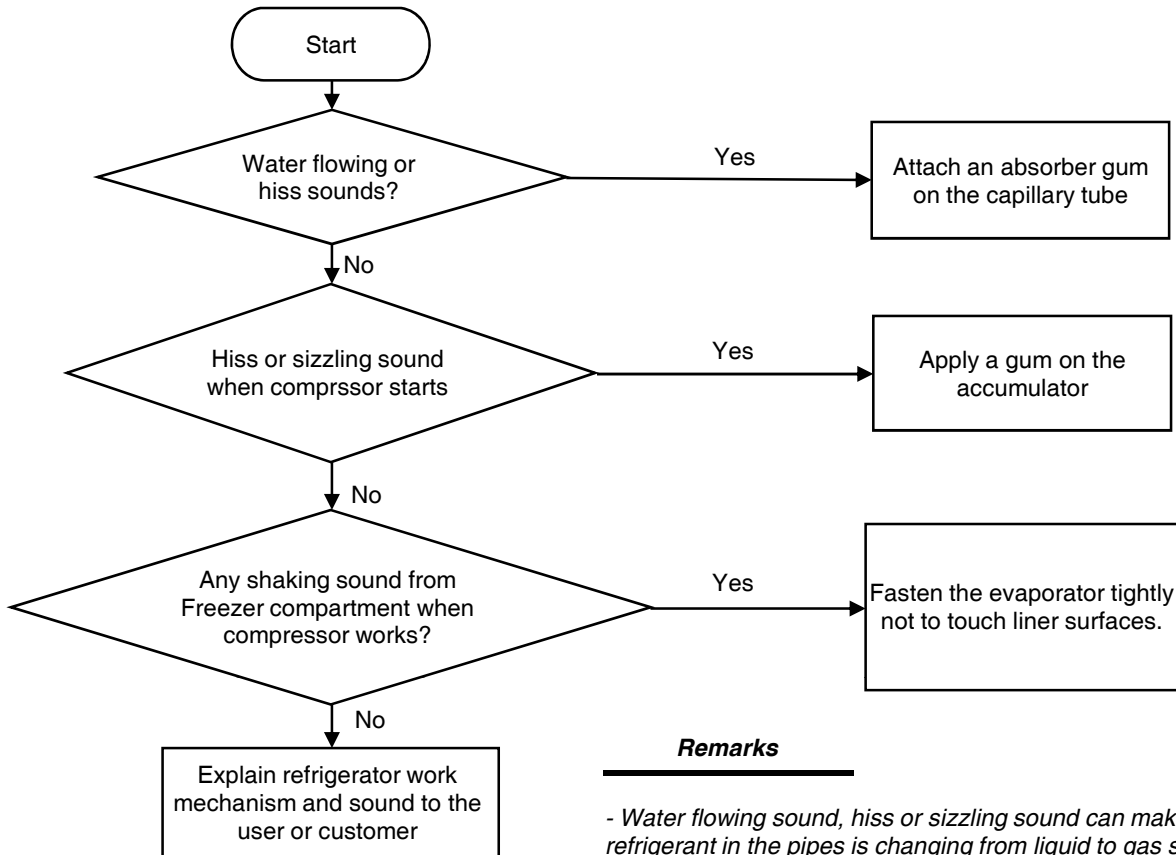 Start
Water flowing or
hiss sounds?
Yes
Attach an absorber gum
on the capillary tube
No
Hiss or sizzling sound
when comprssor starts
Yes
Apply a gum on the
accumulator
No
Any shaking sound from
Freezer compartment when
compressor works?
Yes
Fasten the evaporator tightly
not to touch liner surfaces.
No
Explain refrigerator work
mechanism and sound to the
user or customer
Remarks
- Water flowing sound, hiss or sizzling sound can
refrigerant in the pipes is changing from liquid to gas